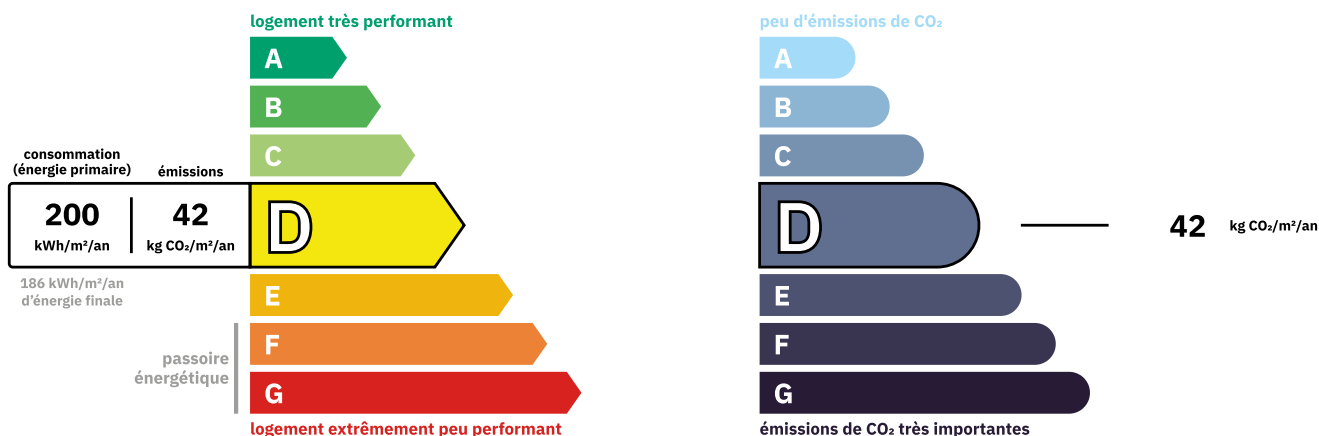 logement très performant
A
B
C
consommation
(énergie primaire)
émissions
200
kWh/m²/an
42
kg CO₂/m²/an
D
186 kWh/m²/an
d'énergie finale
E
passoire
énergétique
F
G
logement extrêmement peu performant
peu d'émissions de CO₂
A
B
C
D
42 kg CO₂/m²/an
E
F
G
émissions de CO₂ très importantes